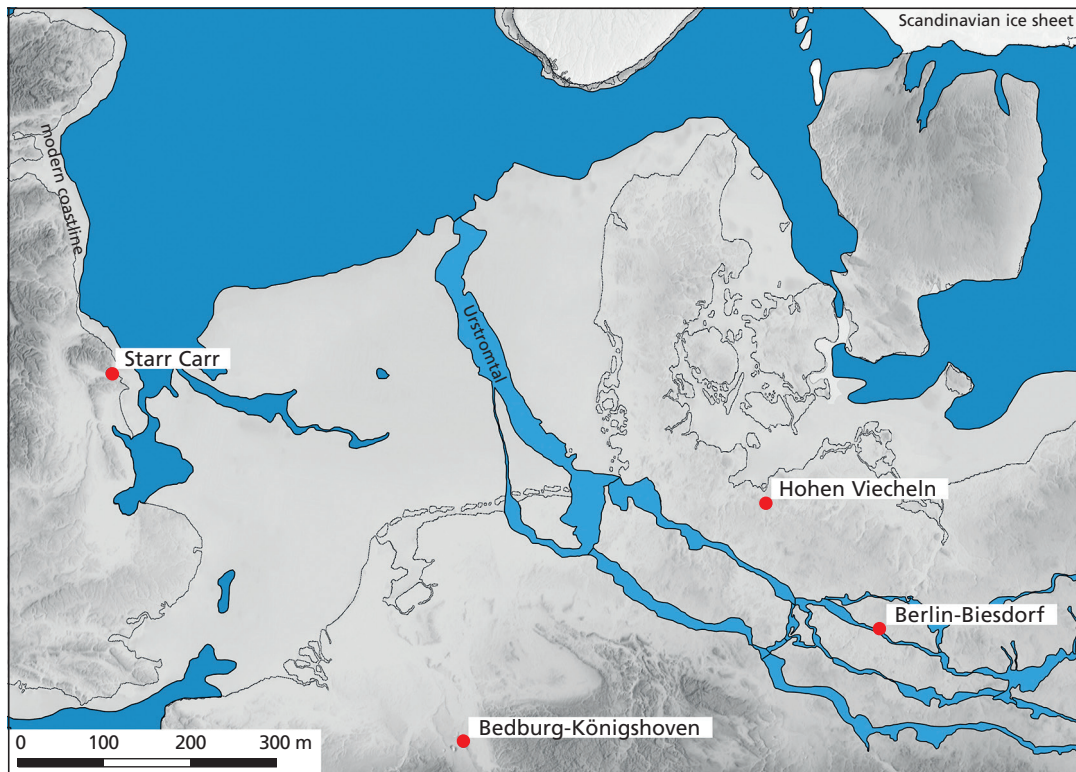 Scandinavian ice sheet
modern coastline
Urstromtal
Starr Carr
Hohen Viecheln
Berlin-Biesdorf
Bedburg-Königshoven
0 100 200 300 m